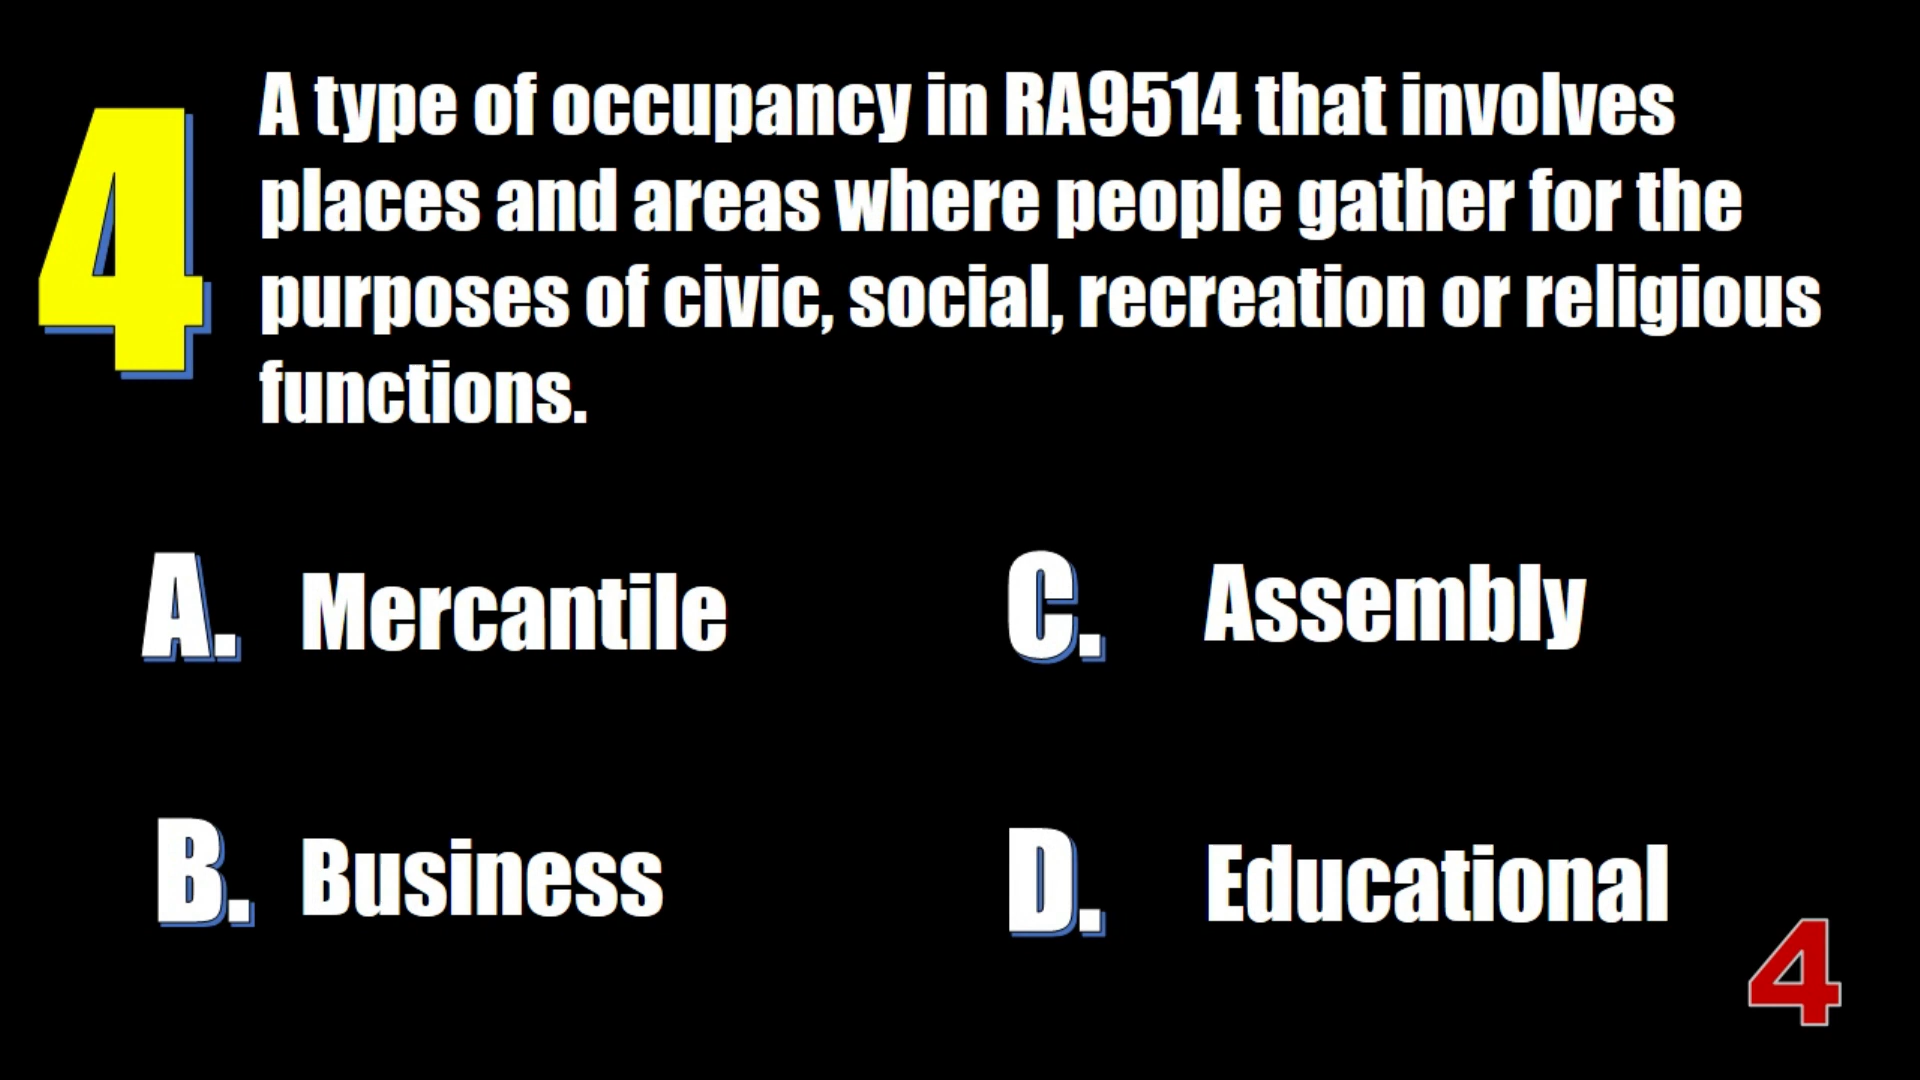 4
A type of occupancy in RA9514 that involves
places and areas where people gather for the
purposes of civic, social, recreation or religious
functions.
A. Mercantile
B. Business
C. Assembly
D. Educational
4